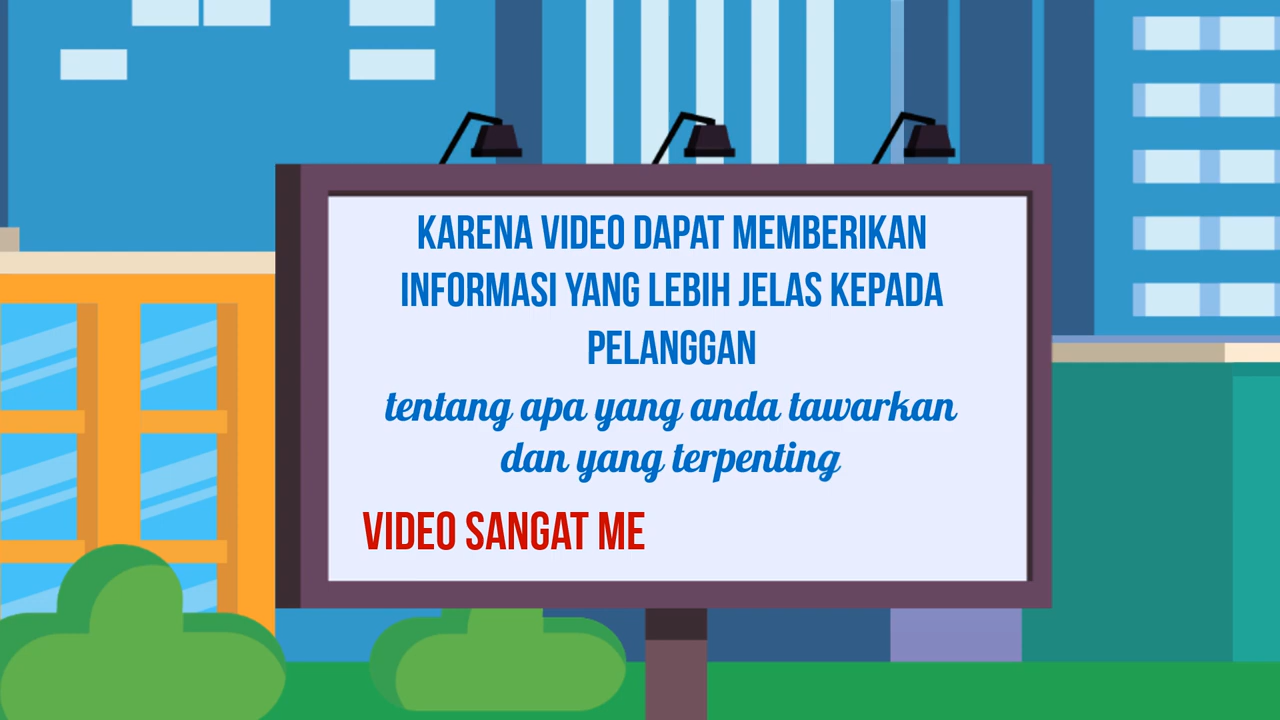 KARENA VIDEO DAPAT MEMBERIKAN
INFORMASI YANG LEBIH JELAS KEPADA
PELANGGAN
tentang apa yang anda tawarkan
dan yang terpenting
VIDEO SANGAT ME